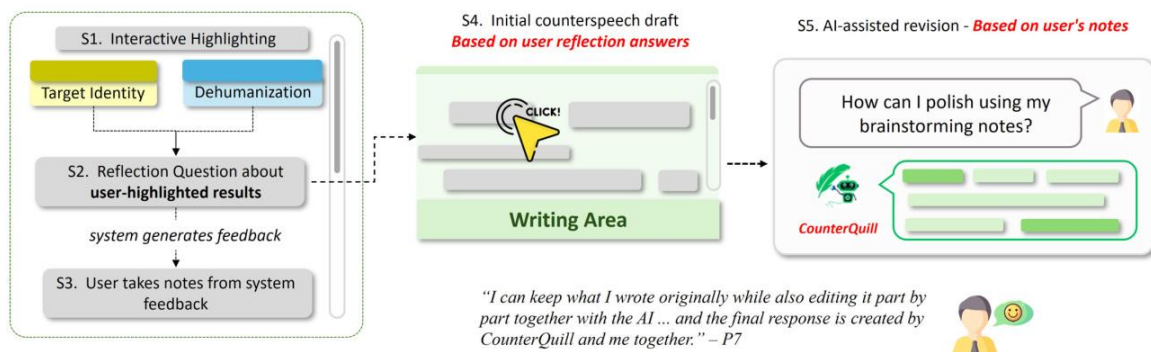 S1. Interactive Highlighting
Target Identity
Dehumanization
S2. Reflection Question about
user-highlighted results
system generates feedback
S3. User takes notes from system
feedback
S4. Initial counterspeech draft
Based on user reflection answers
CLICK!
Writing Area
S5. AI-assisted revision - Based on user's notes
How can I polish using my
brainstorming notes?
CounterQuill
“I can keep what I wrote originally while also editing it part by
part together with the AI ... and the final response is created by
CounterQuill and me together.” – P7